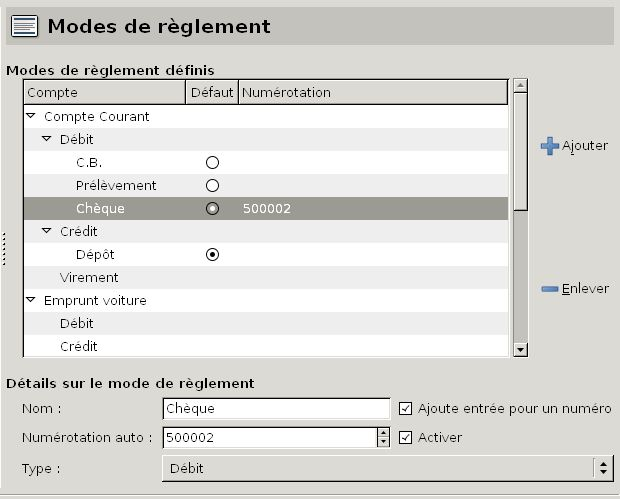 Modes de règlement
Modes de règlement définis
Compte Défaut Numérotation
Compte Courant
Débit
C.B.
Prélèvement
Chèque 500002
Crédit
Dépôt
Virement
Emprunt voiture
Débit
Crédit
Ajouter
Enlever
Détails sur le mode de règlement
Nom : Chèque Ajoute entrée pour un numéro
Numérotation auto : 500002 Activer
Type : Débit